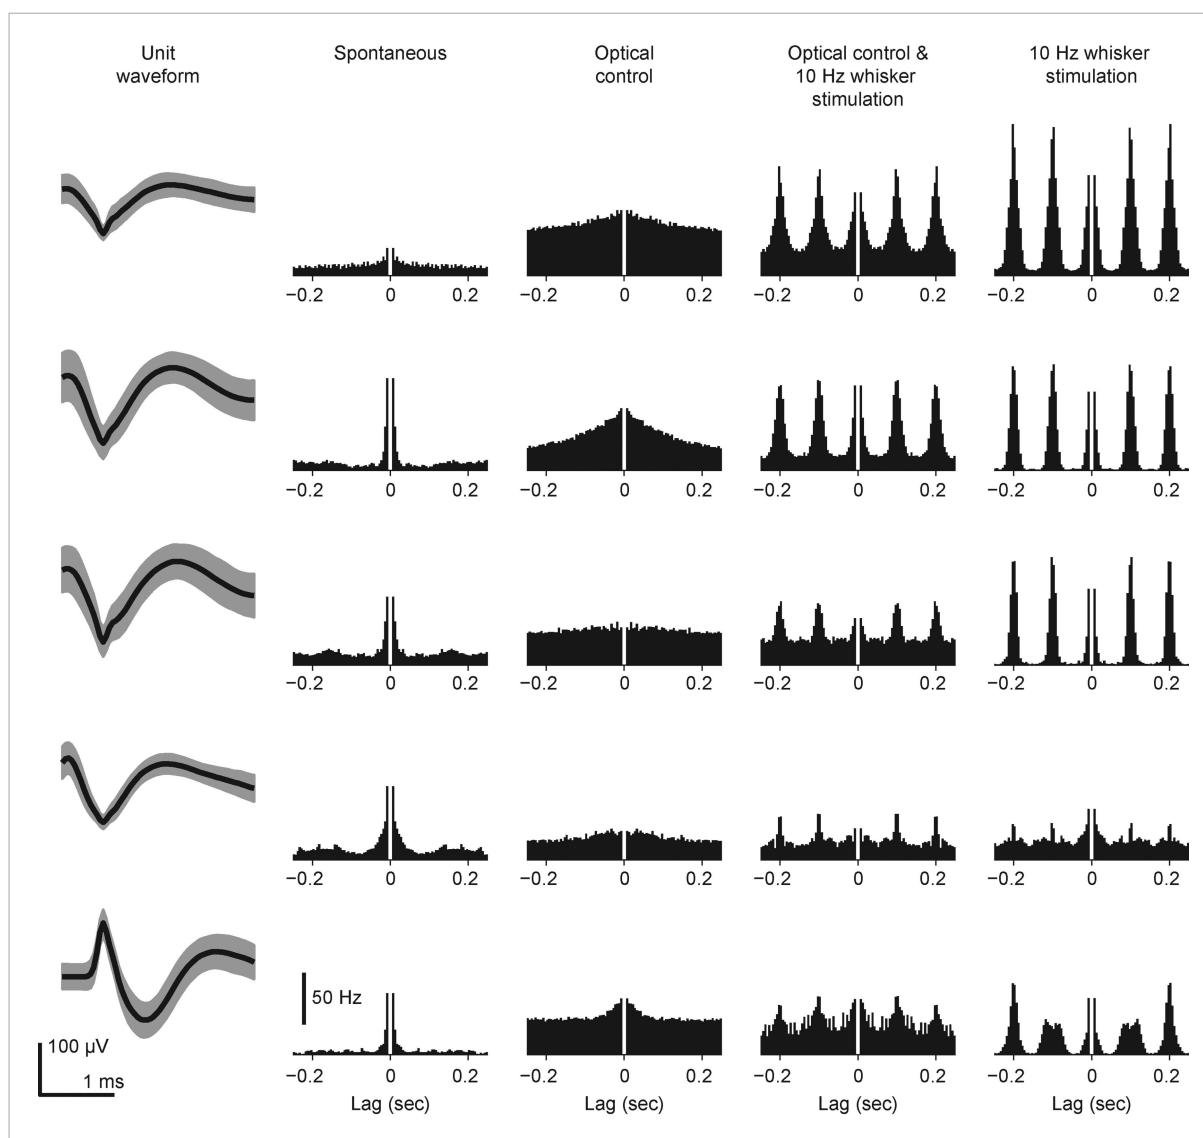 Unit
waveform
Spontaneous
Optical
control
Optical control &
10 Hz whisker
stimulation
10 Hz whisker
stimulation
−0.2 0 0.2 −0.2 0 0.2 −0.2 0 0.2 −0.2 0 0.2
−0.2 0 0.2 −0.2 0 0.2 −0.2 0 0.2 −0.2 0 0.2
−0.2 0 0.2 −0.2 0 0.2 −0.2 0 0.2 −0.2 0 0.2
−0.2 0 0.2 −0.2 0 0.2 −0.2 0 0.2 −0.2 0 0.2
50 Hz
100 µV
1 ms
−0.2 0 0.2 −0.2 0 0.2 −0.2 0 0.2 −0.2 0 0.2
Lag (sec) Lag (sec) Lag (sec) Lag (sec)